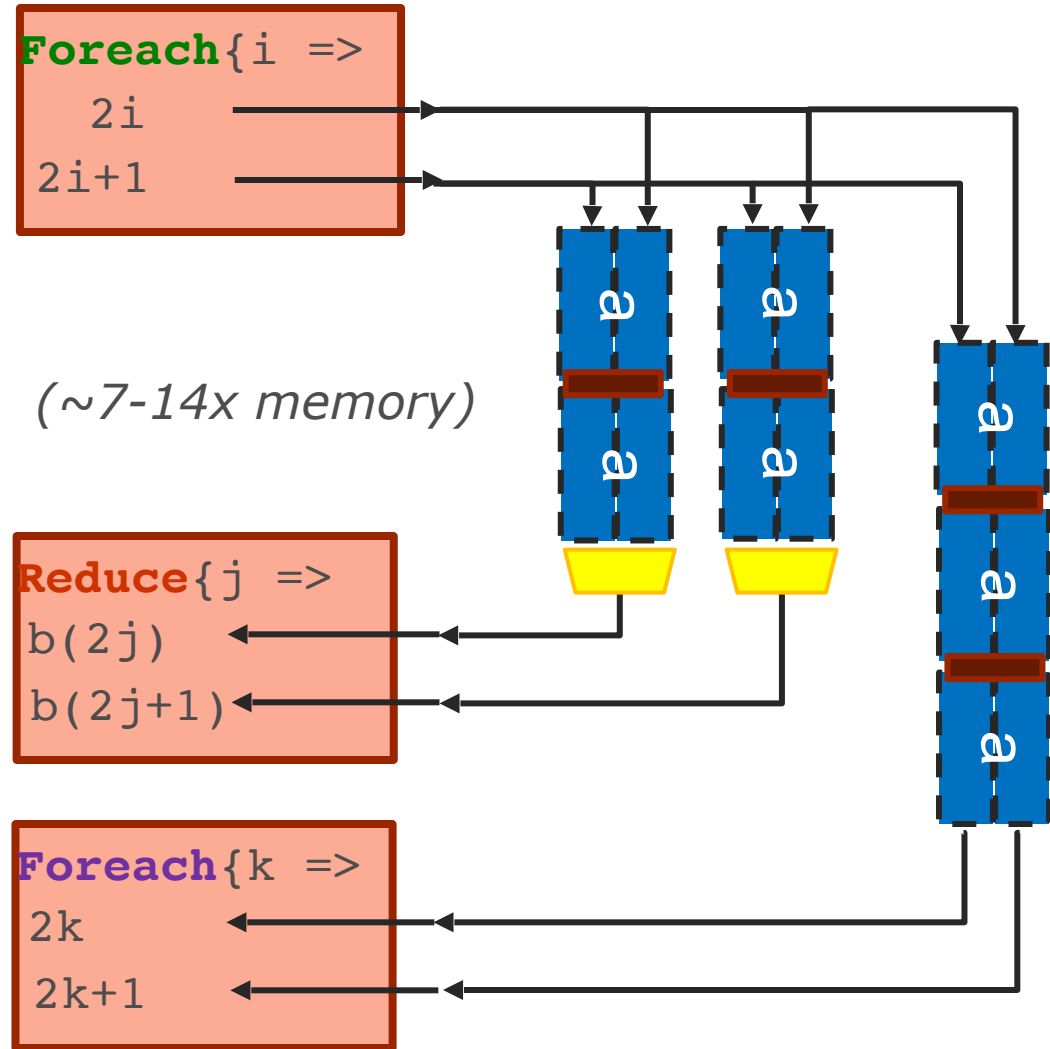 Foreach{i =>
2i
2i+1
a
a
a
a
(~7-14x memory)
a
a
a
Reduce{j =>
b(2j)
b(2j+1)
Foreach{k =>
2k
2k+1